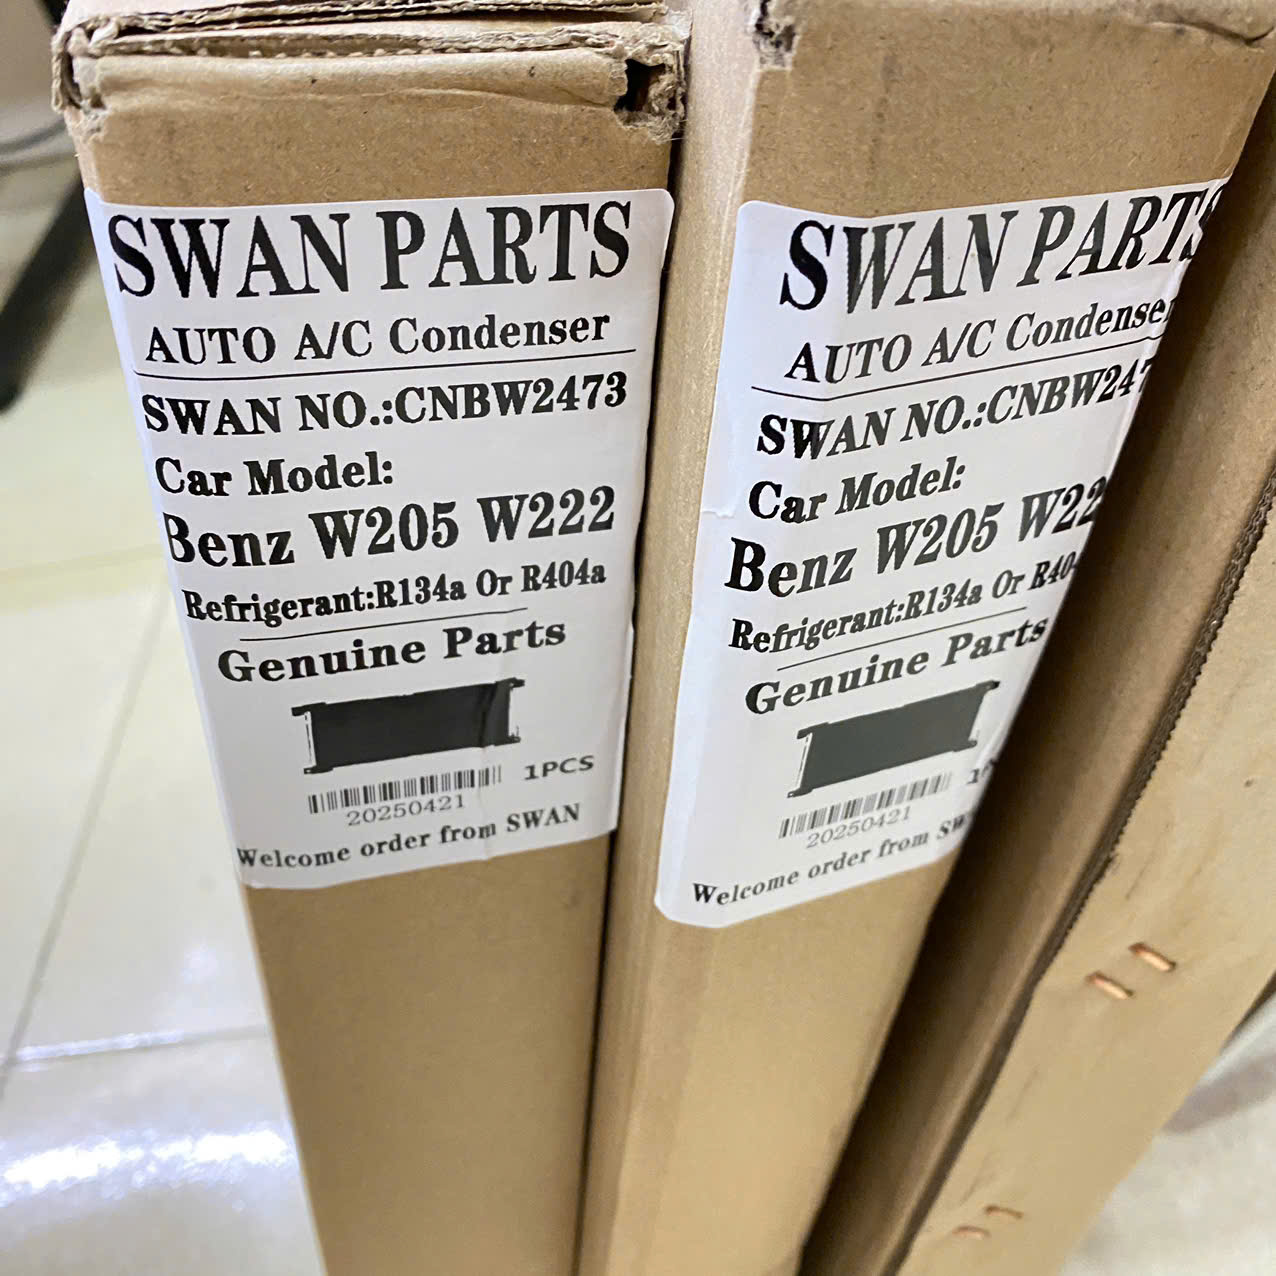 SWAN PARTS
AUTO A/C Condenser
SWAN NO.:CNBW2473
Car Model:
Benz W205 W222
Refrigerant:R134a Or R404a
Genuine Parts
1PCS
20250421
Welcome order from SWAN
SWAN PARTS
AUTO A/C Condenser
SWAN NO.:CNBW247
Car Model:
Benz W205 W22
Refrigerant:R134a Or R40
Genuine Parts
20250421
Welcome order from